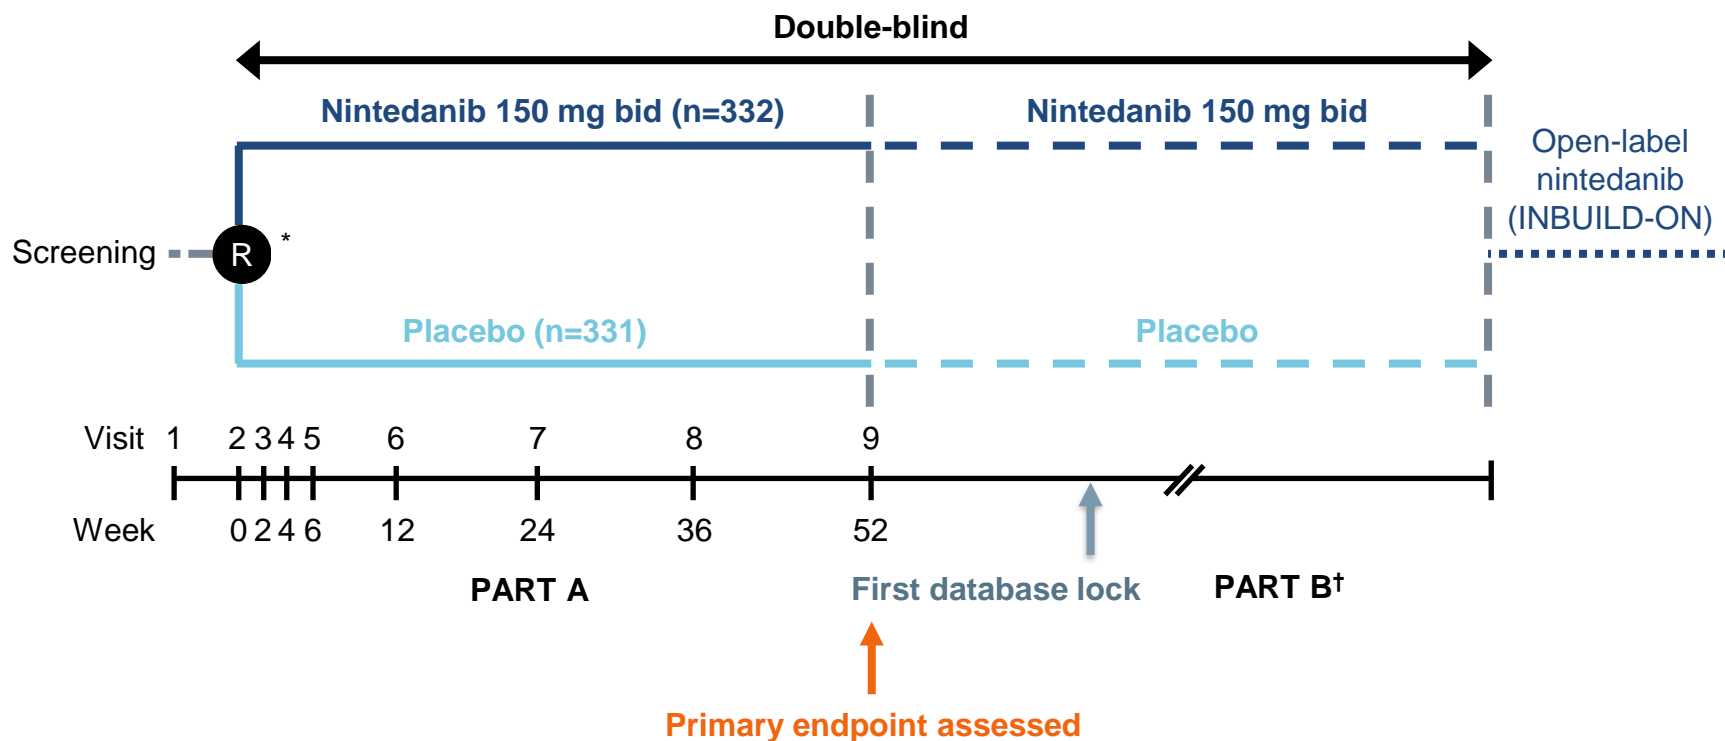 Double-blind
Nintedanib 150 mg bid (n=332)
Nintedanib 150 mg bid
Open-label
nintedanib
(INBUILD-ON)
Screening
R
*
Placebo (n=331)
Placebo
Visit 1 2 3 4 5 6 7 8 9
Week 0 2 4 6 12 24 36 52
PART A
First database lock
PART B†
Primary endpoint assessed